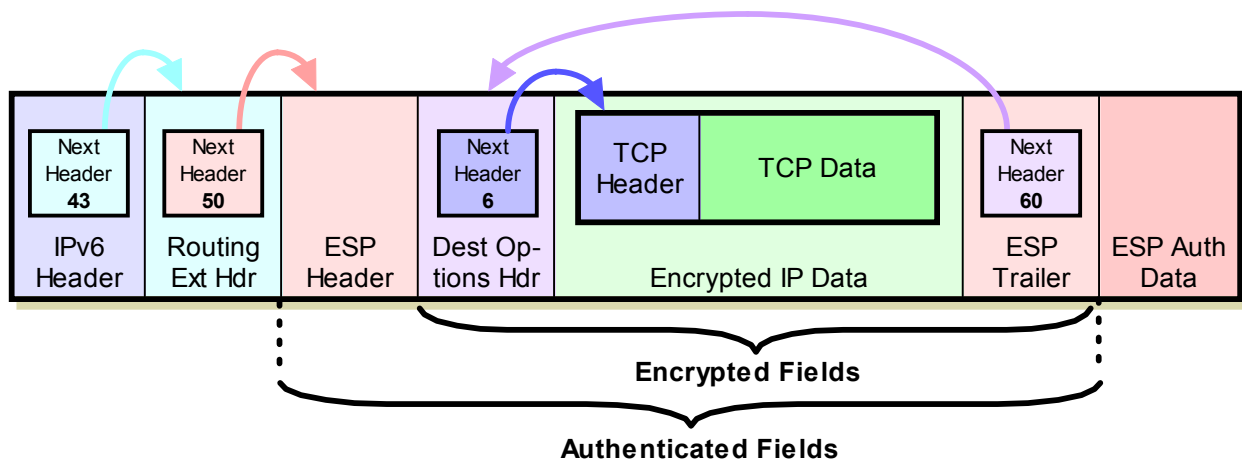 Next
Header
43
IPv6
Header
Next
Header
50
Routing
Ext Hdr
ESP
Header
Next
Header
6
Dest Op-
tions Hdr
TCP
Header
TCP Data
Encrypted IP Data
Next
Header
60
ESP
Trailer
ESP Auth
Data
Encrypted Fields
Authenticated Fields